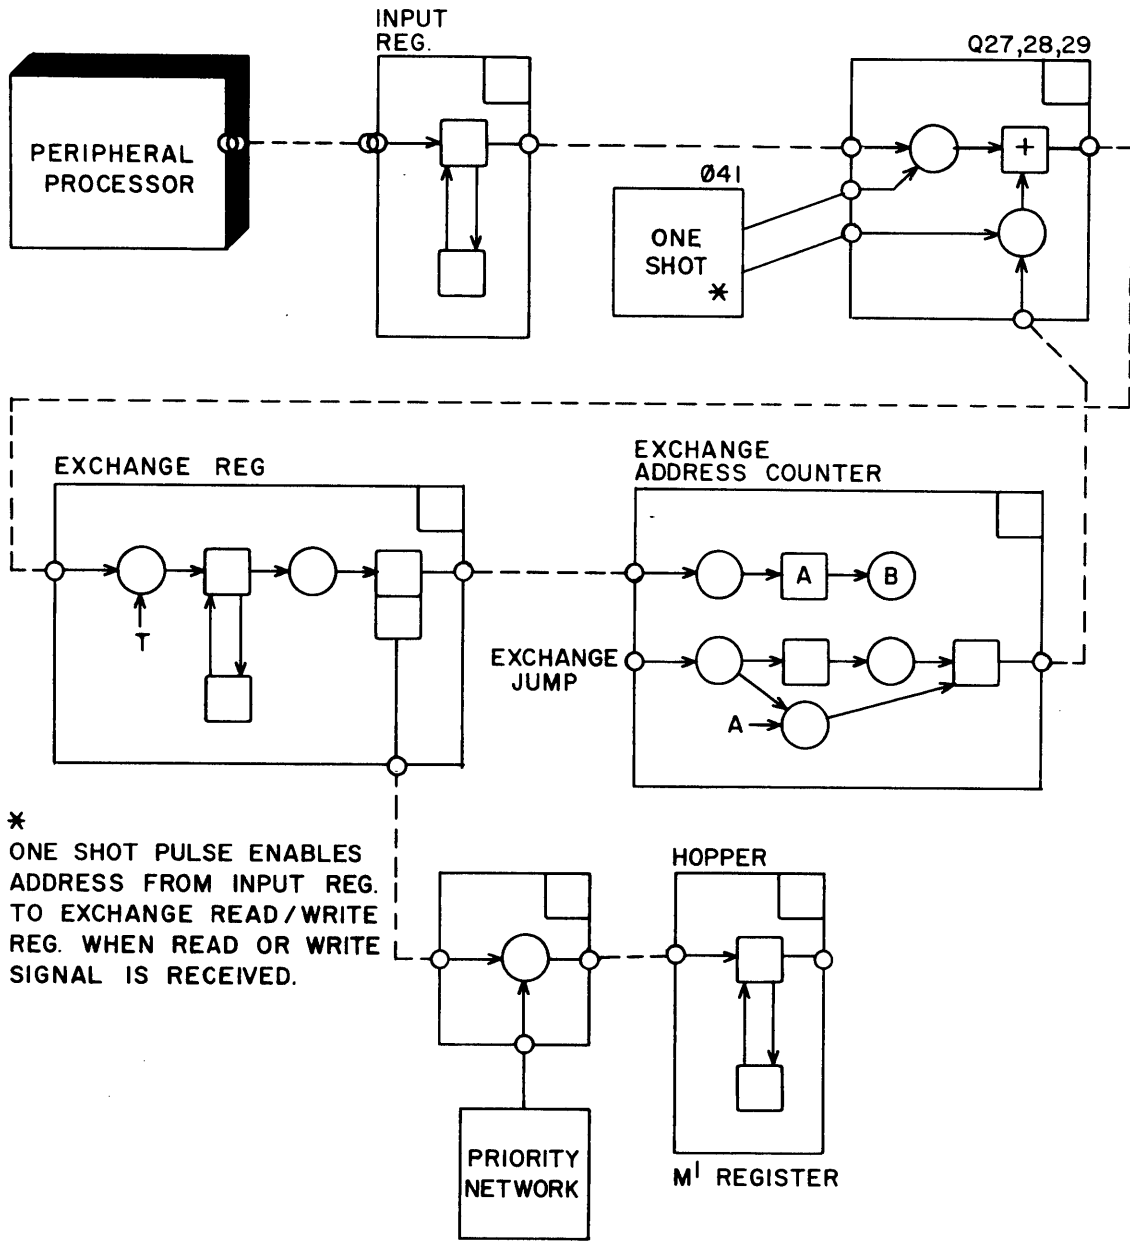 INPUT
REG.
Q27,28,29
PERIPHERAL
PROCESSOR
Ø41
ONE
SHOT
*
+
EXCHANGE REG
EXCHANGE
ADDRESS COUNTER
T
A
B
EXCHANGE
JUMP
A
*
ONE SHOT PULSE ENABLES
ADDRESS FROM INPUT REG.
TO EXCHANGE READ/WRITE
REG. WHEN READ OR WRITE
SIGNAL IS RECEIVED.
HOPPER
PRIORITY
NETWORK
M¹ REGISTER